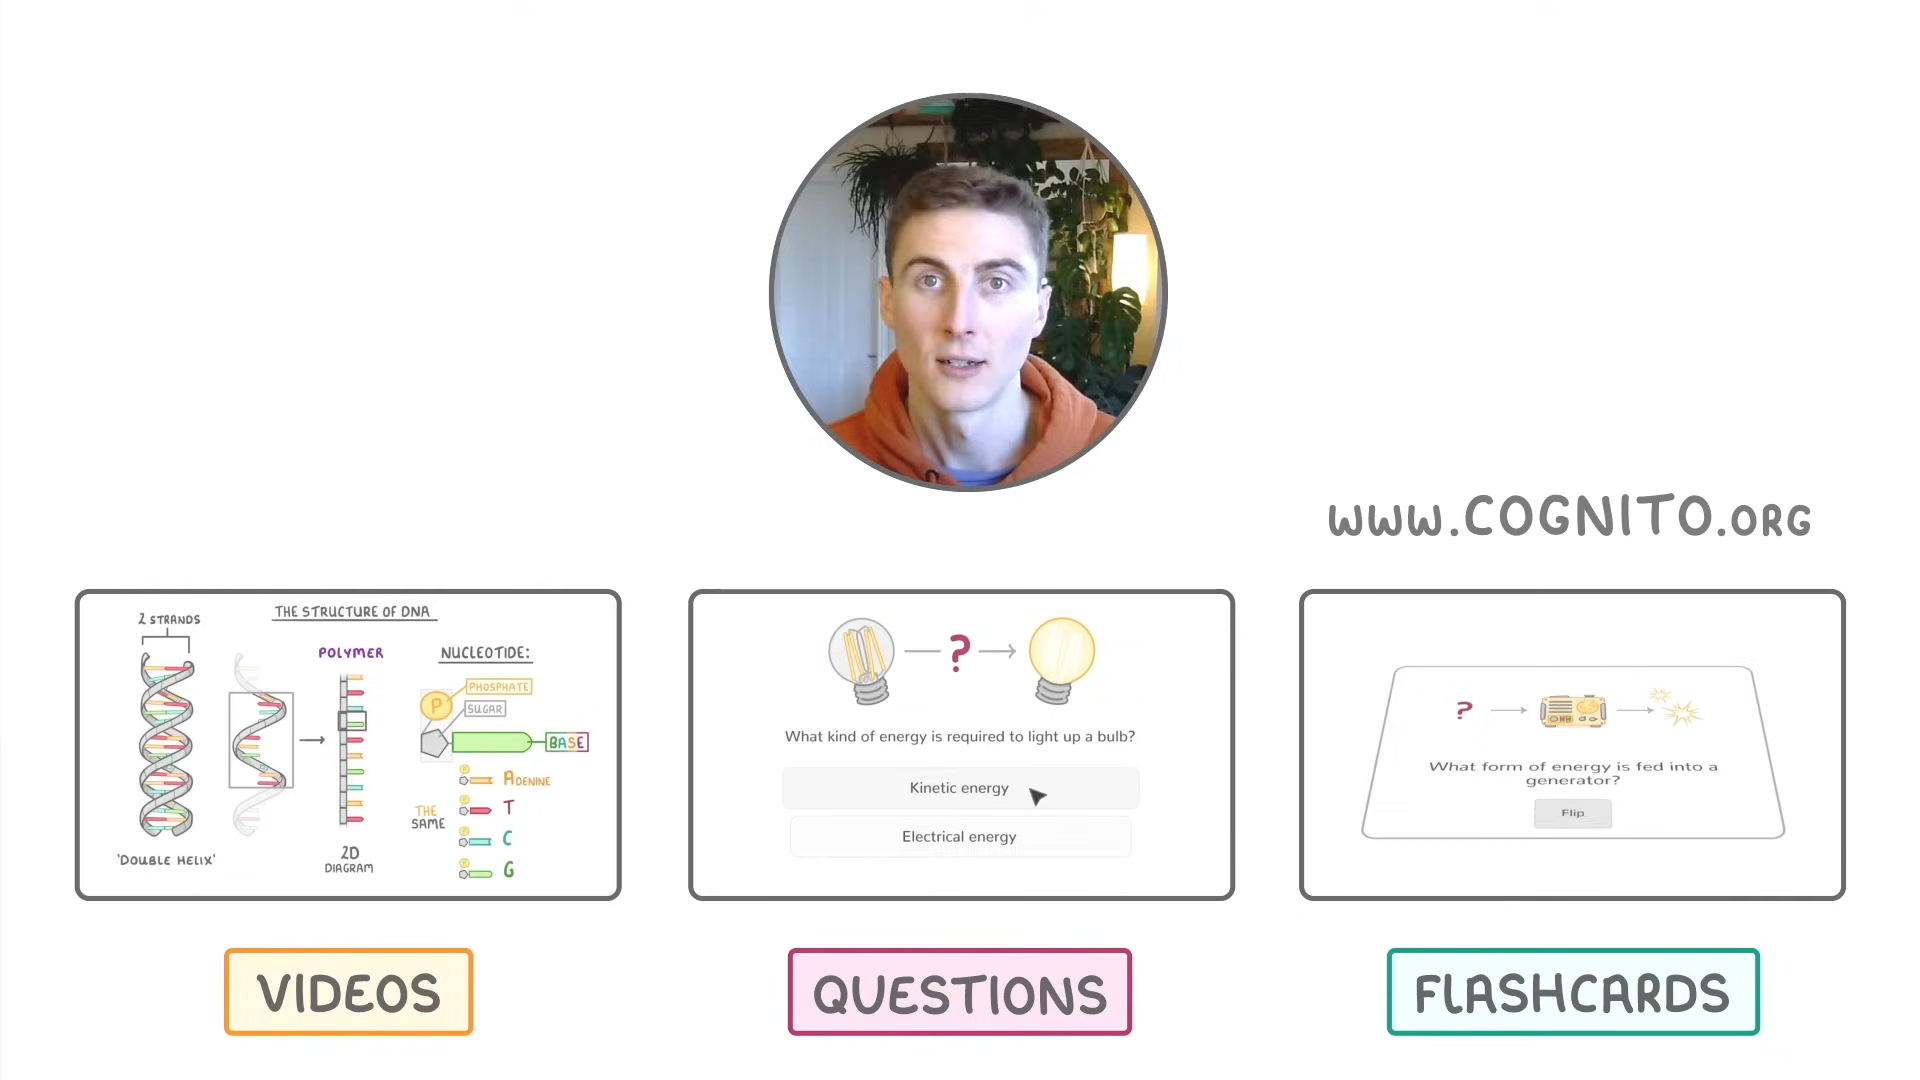 www.COGNITO.ORG
THE STRUCTURE OF DNA
2 STRANDS
POLYMER
NUCLEOTIDE:
PHOSPHATE
P
SUGAR
BASE
ADENINE
THE
SAME
T
C
G
'DOUBLE HELIX'
2D
DIAGRAM
?
What kind of energy is required to light up a bulb?
Kinetic energy
Electrical energy
?
What form of energy is fed into a
generator?
Flip
VIDEOS
QUESTIONS
FLASHCARDS